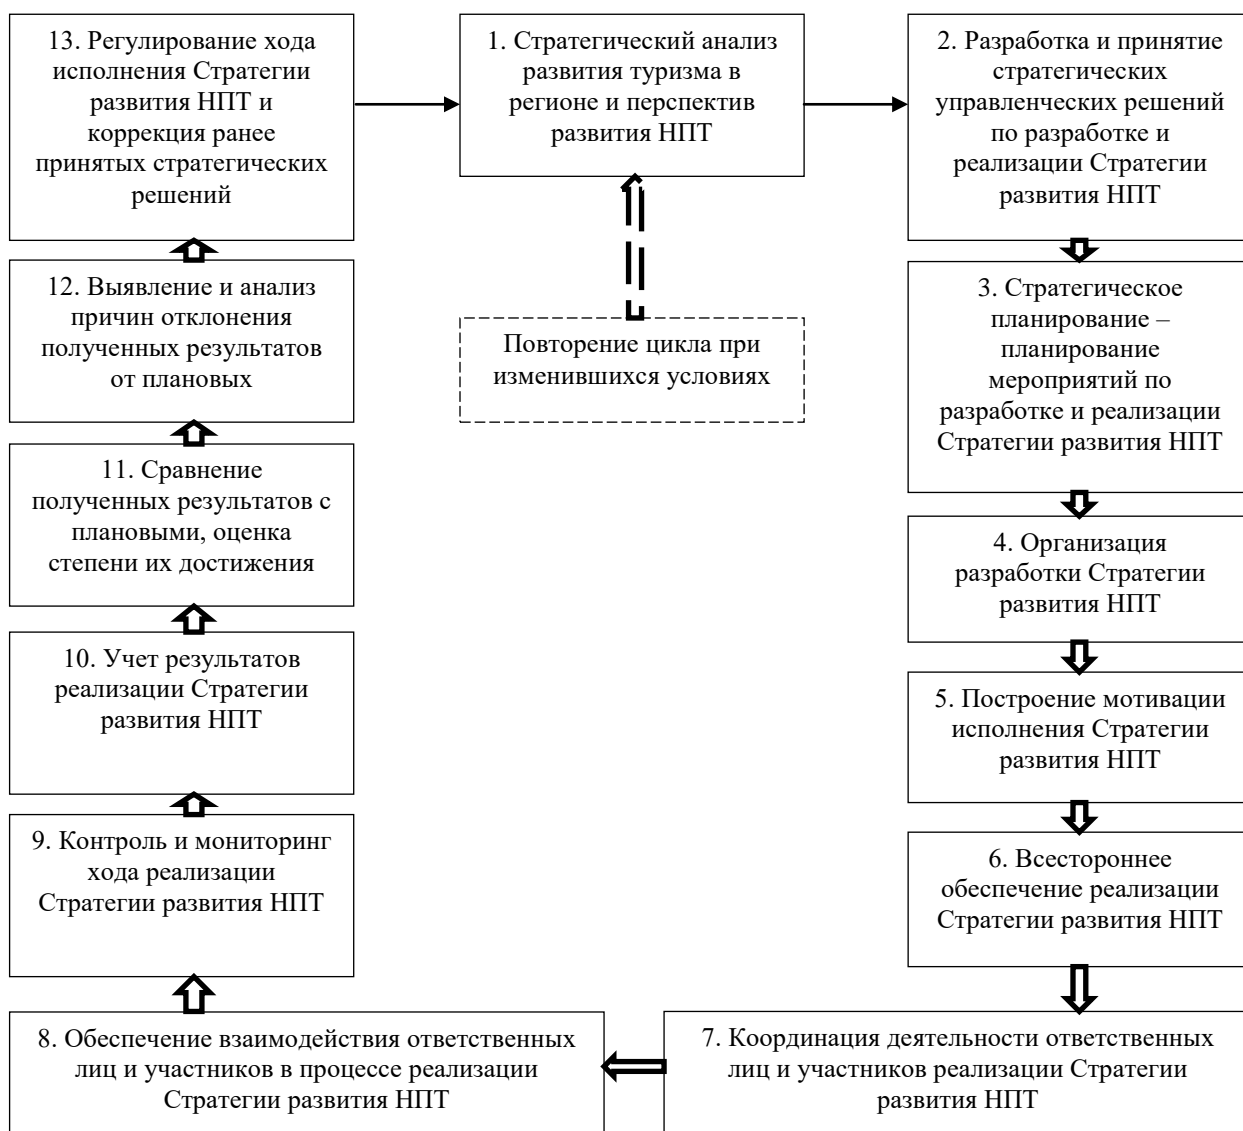 13. Регулирование хода
исполнения Стратегии
развития НПТ и
коррекция ранее
принятых стратегических
решений
1. Стратегический анализ
развития туризма в
регионе и перспектив
развития НПТ
2. Разработка и принятие
стратегических
управленческих решений
по разработке и
реализации Стратегии
развития НПТ
12. Выявление и анализ
причин отклонения
полученных результатов
от плановых
Повторение цикла при
изменившихся условиях
3. Стратегическое
планирование –
планирование
мероприятий по
разработке и реализации
Стратегии развития НПТ
11. Сравнение
полученных результатов с
плановыми, оценка
степени их достижения
4. Организация
разработки Стратегии
развития НПТ
10. Учет результатов
реализации Стратегии
развития НПТ
5. Построение мотивации
исполнения Стратегии
развития НПТ
9. Контроль и мониторинг
хода реализации
Стратегии развития НПТ
6. Всестороннее
обеспечение реализации
Стратегии развития НПТ
8. Обеспечение взаимодействия ответственных
лиц и участников в процессе реализации
Стратегии развития НПТ
7. Координация деятельности ответственных
лиц и участников реализации Стратегии
развития НПТ